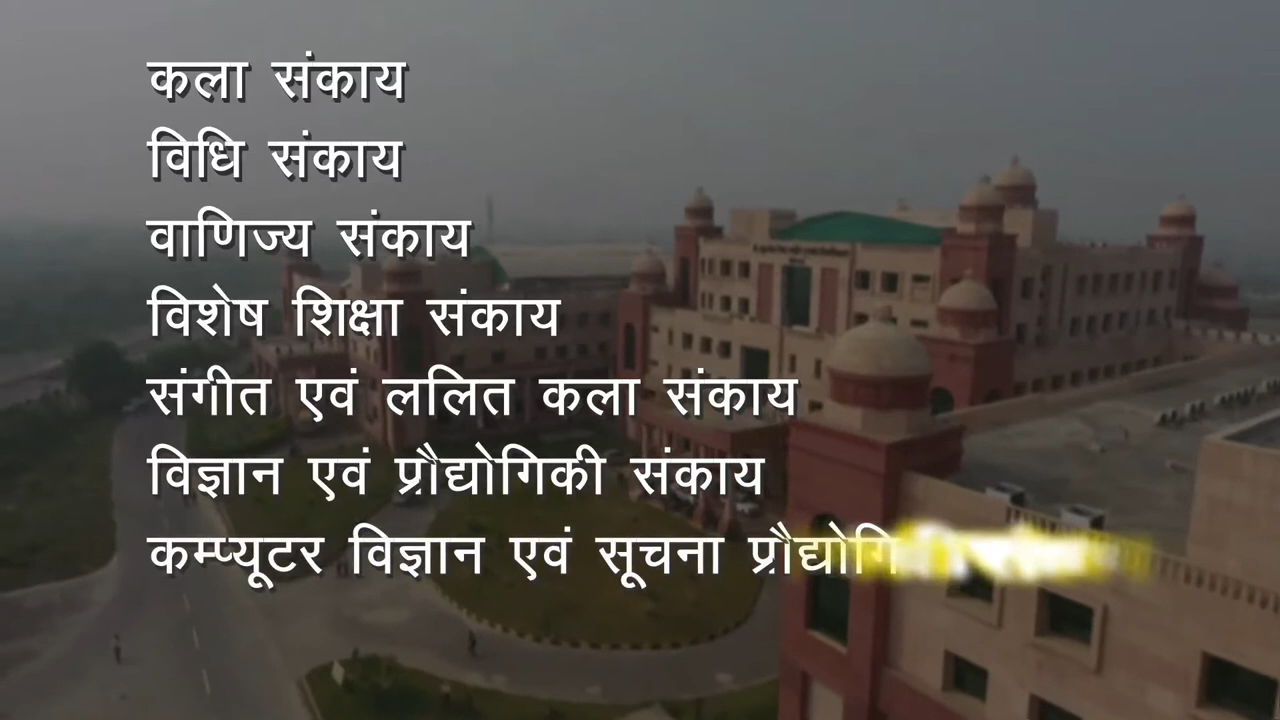 कला संकाय
विधि संकाय
वाणिज्य संकाय
विशेष शिक्षा संकाय
संगीत एवं ललित कला संकाय
विज्ञान एवं प्रौद्योगिकी संकाय
कम्प्यूटर विज्ञान एवं सूचना